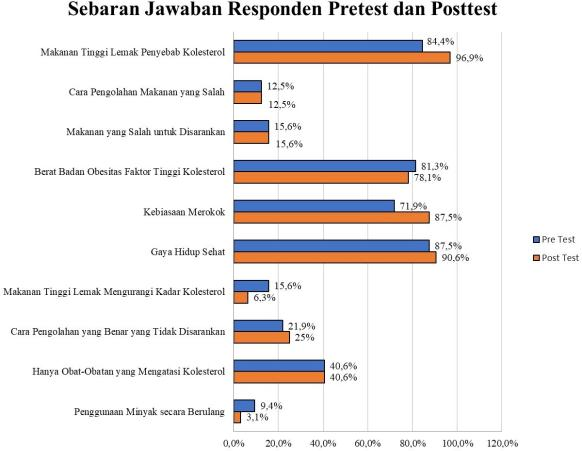 Sebaran Jawaban Responden Pretest dan Posttest
Makanan Tinggi Lemak Penyebab Kolesterol
84,4%
96,9%
Cara Pengolahan Makanan yang Salah
12,5%
12,5%
Makanan yang Salah untuk Disarankan
15,6%
15,6%
Berat Badan Obesitas Faktor Tinggi Kolesterol
81,3%
78,1%
Kebiasaan Merokok
71,9%
87,5%
Gaya Hidup Sehat
87,5%
90,6%
Makanan Tinggi Lemak Mengurangi Kadar Kolesterol
15,6%
6,3%
Cara Pengolahan yang Benar yang Tidak Disarankan
21,9%
25%
Hanya Obat-Obatan yang Mengatasi Kolesterol
40,6%
40,6%
Penggunaan Minyak secara Berulang
9,4%
3,1%
0,0% 20,0% 40,0% 60,0% 80,0% 100,0% 120,0%
Pre Test
Post Test